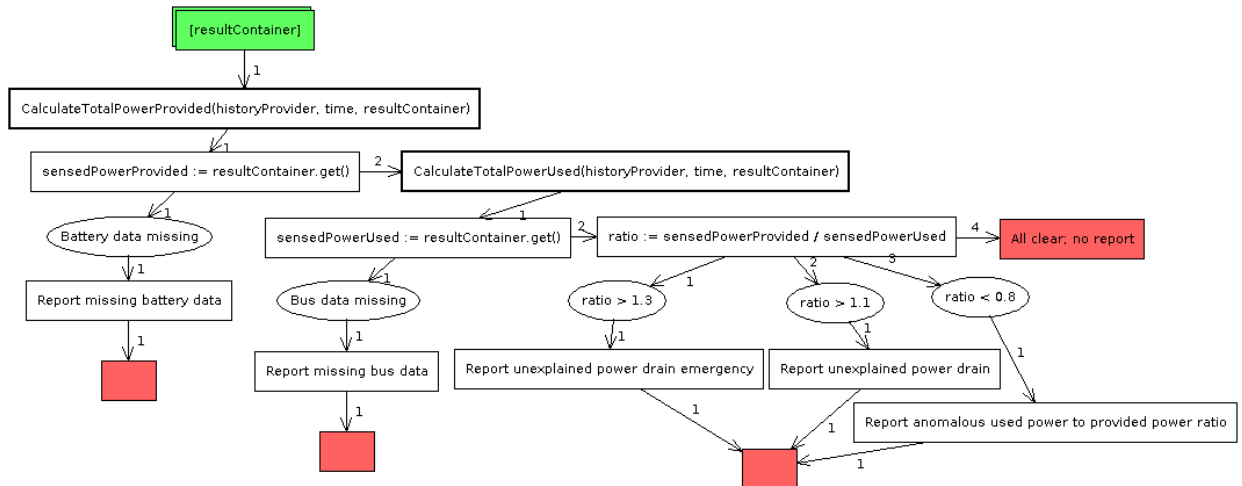 [resultContainer]
1
CalculateTotalPowerProvided(historyProvider, time, resultContainer)
1
sensedPowerProvided := resultContainer.get()
2
CalculateTotalPowerUsed(historyProvider, time, resultContainer)
1
1
Battery data missing
sensedPowerUsed := resultContainer.get()
2
ratio := sensedPowerProvided / sensedPowerUsed
4
All clear; no report
1
1
1
2
3
Report missing battery data
Bus data missing
ratio > 1.3
ratio > 1.1
ratio < 0.8
1
1
1
1
1
Report missing bus data
Report unexplained power drain emergency
Report unexplained power drain
1
1
1
Report anomalous used power to provided power ratio
1